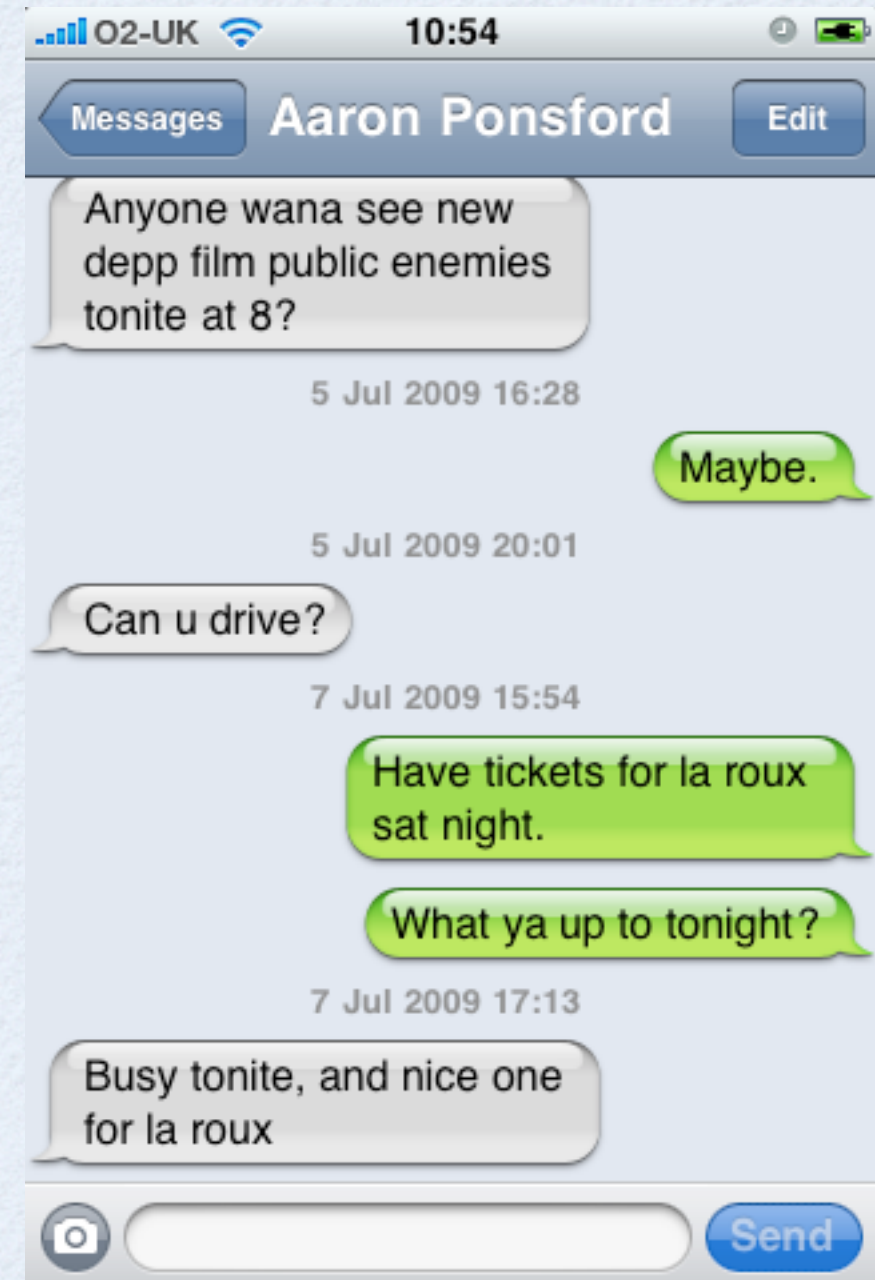 O2-UK 10:54
Messages Aaron Ponsford Edit
Anyone wana see new
depp film public enemies
tonite at 8?
5 Jul 2009 16:28
Maybe.
5 Jul 2009 20:01
Can u drive?
7 Jul 2009 15:54
Have tickets for la roux
sat night.
What ya up to tonight?
7 Jul 2009 17:13
Busy tonite, and nice one
for la roux
Send